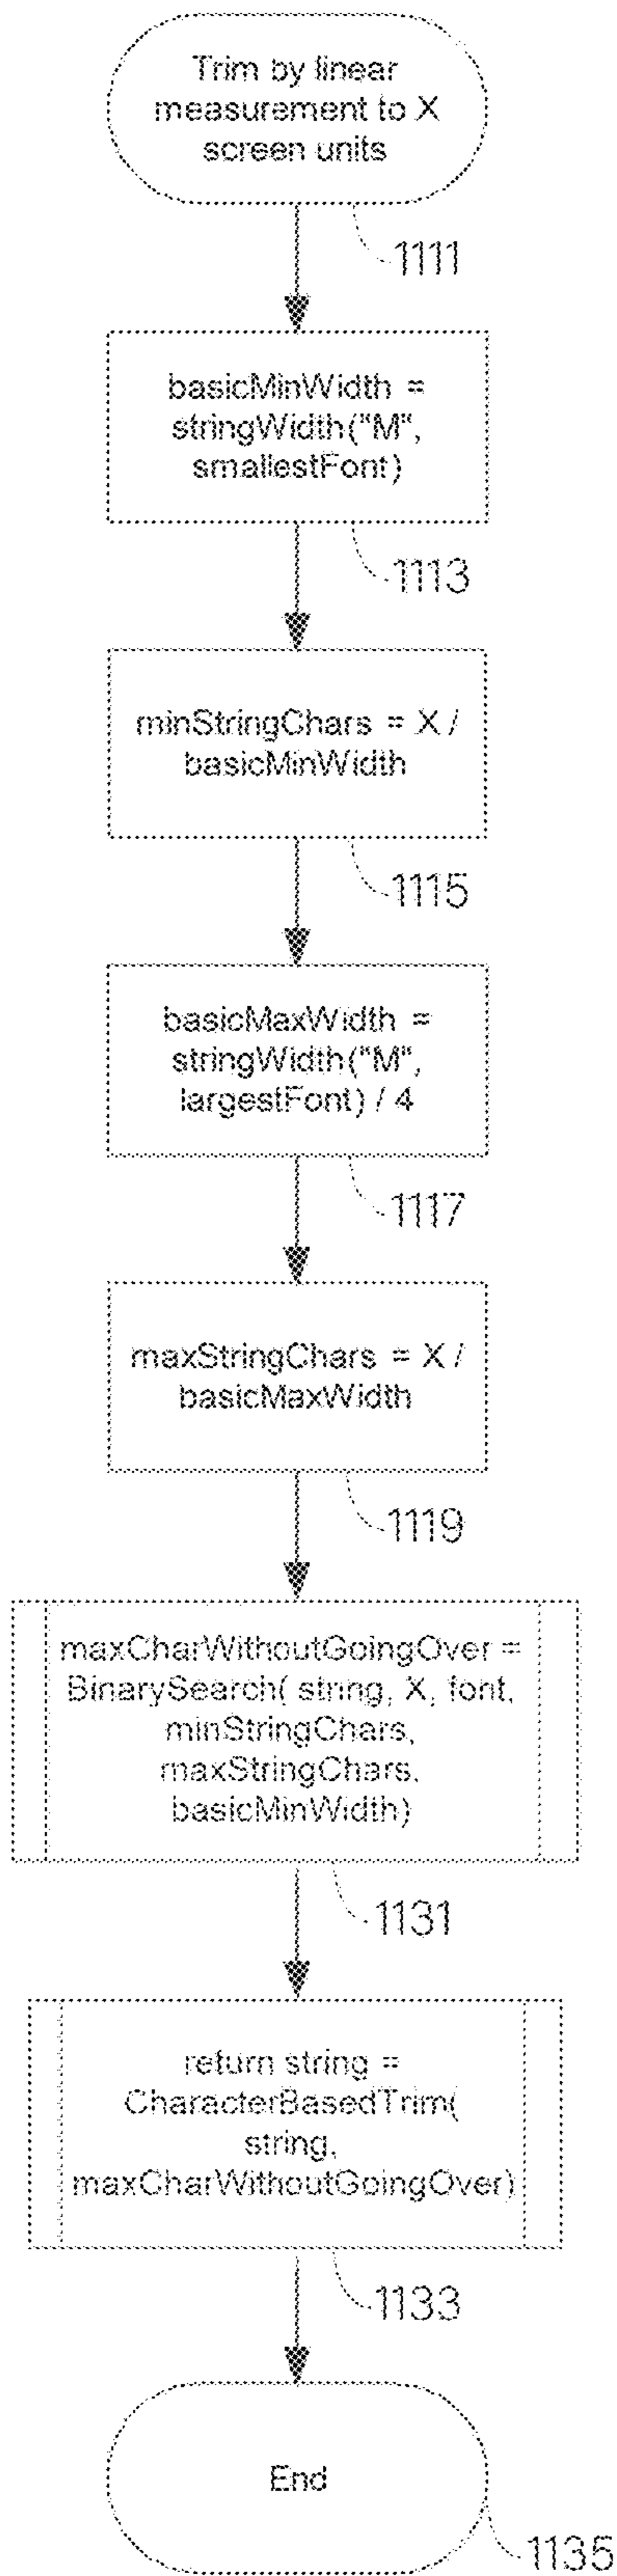 Trim by linear
measurement to X
screen units
1111
basicMinWidth =
stringWidth("M",
smallestFont)
1113
minStringChars = X /
basicMinWidth
1115
basicMaxWidth =
stringWidth("M",
largestFont) / 4
1117
maxStringChars = X /
basicMaxWidth
1119
maxCharWithoutGoingOver =
BinarySearch( string, X, font,
minStringChars,
maxStringChars,
basicMinWidth)
1131
return string =
CharacterBasedTrim(
string,
maxCharWithoutGoingOver)
1133
End
1135